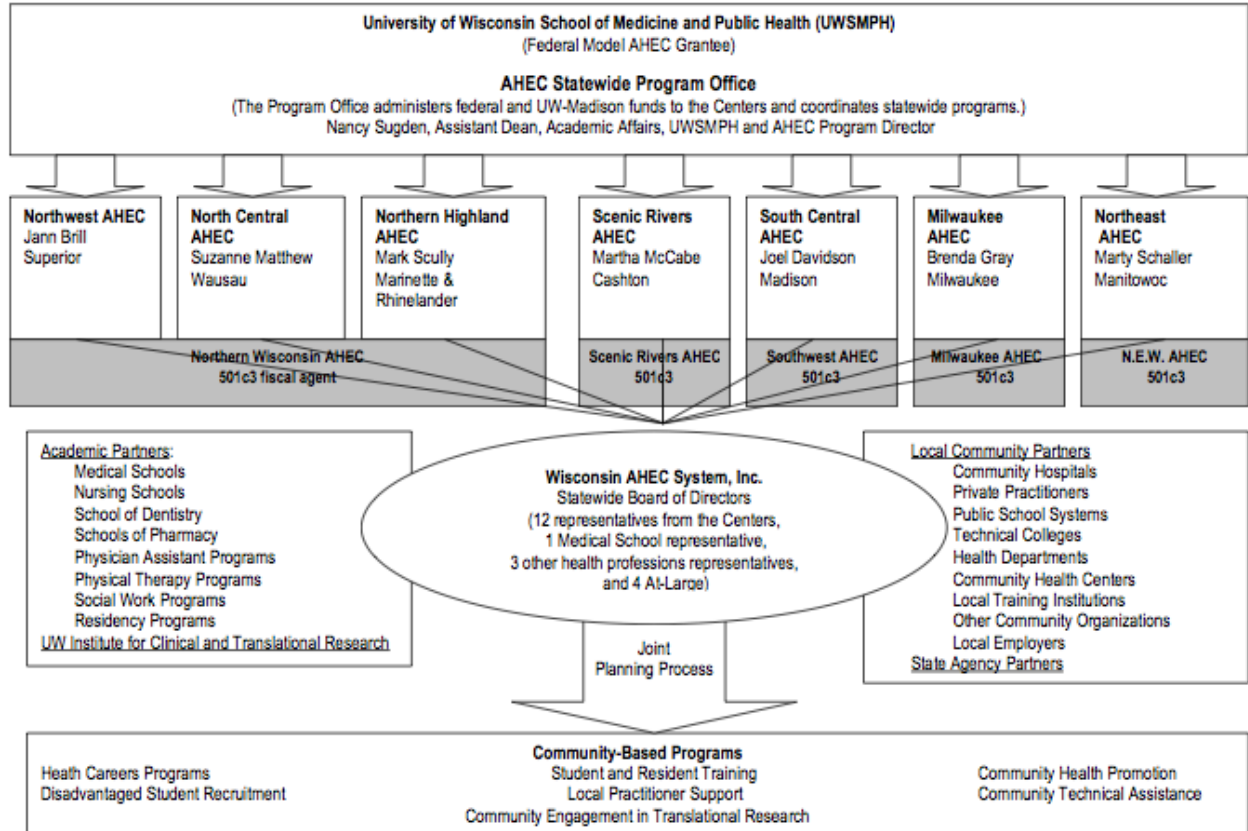 University of Wisconsin School of Medicine and Public Health (UWSMPH)
(Federal Model AHEC Grantee)
AHEC Statewide Program Office
(The Program Office administers federal and UW-Madison funds to the Centers and coordinates statewide programs.)
Nancy Sugden, Assistant Dean, Academic Affairs, UWSMPH and AHEC Program Director
Northwest AHEC
Jann Brill
Superior
North Central
AHEC
Suzanne Matthew
Wausau
Northern Highland
AHEC
Mark Scully
Marinette &
Rhinelander
Scenic Rivers
AHEC
Martha McCabe
Cashton
South Central
AHEC
Joel Davidson
Madison
Milwaukee
AHEC
Brenda Gray
Milwaukee
Northeast
AHEC
Marty Schaller
Manitowoc
Northern Wisconsin AHEC
501c3 fiscal agent
Scenic Rivers AHEC
501c3
Southwest AHEC
501c3
Milwaukee AHEC
501c3
N.E.W. AHEC
501c3
Academic Partners:
Medical Schools
Nursing Schools
School of Dentistry
Schools of Pharmacy
Physician Assistant Programs
Physical Therapy Programs
Social Work Programs
Residency Programs
UW Institute for Clinical and Translational Research
Wisconsin AHEC System, Inc.
Statewide Board of Directors
(12 representatives from the Centers,
1 Medical School representative,
3 other health professions representatives,
and 4 At-Large)
Local Community Partners
Community Hospitals
Private Practitioners
Public School Systems
Technical Colleges
Health Departments
Community Health Centers
Local Training Institutions
Other Community Organizations
Local Employers
State Agency Partners
Joint
Planning Process
Community-Based Programs
Heath Careers Programs
Disadvantaged Student Recruitment
Student and Resident Training
Local Practitioner Support
Community Engagement in Translational Research
Community Health Promotion
Community Technical Assistance